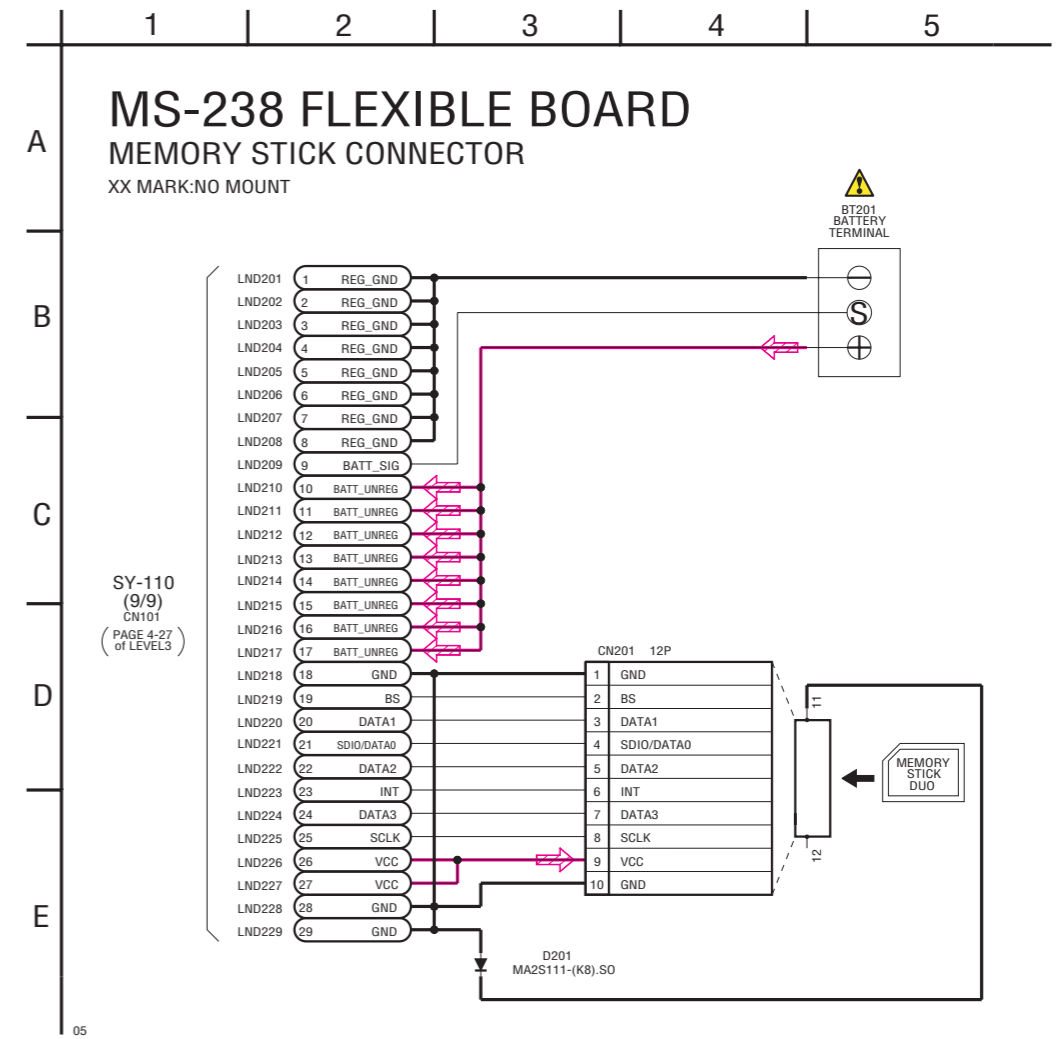 1 2 3 4 5
A
B
C
D
E
MS-238 FLEXIBLE BOARD
MEMORY STICK CONNECTOR
XX MARK:NO MOUNT
BT201
BATTERY
TERMINAL
S
LND201 1 REG_GND
LND202 2 REG_GND
LND203 3 REG_GND
LND204 4 REG_GND
LND205 5 REG_GND
LND206 6 REG_GND
LND207 7 REG_GND
LND208 8 REG_GND
LND209 9 BATT_SIG
LND210 10 BATT_UNREG
LND211 11 BATT_UNREG
LND212 12 BATT_UNREG
LND213 13 BATT_UNREG
LND214 14 BATT_UNREG
LND215 15 BATT_UNREG
LND216 16 BATT_UNREG
LND217 17 BATT_UNREG
LND218 18 GND
LND219 19 BS
LND220 20 DATA1
LND221 21 SDIO/DATA0
LND222 22 DATA2
LND223 23 INT
LND224 24 DATA3
LND225 25 SCLK
LND226 26 VCC
LND227 27 VCC
LND228 28 GND
LND229 29 GND
SY-110
(9/9)
CN101
( PAGE 4-27
of LEVEL3 )
CN201 12P
1 GND
2 BS
3 DATA1
4 SDIO/DATA0
5 DATA2
6 INT
7 DATA3
8 SCLK
9 VCC
10 GND
11
12
MEMORY
STICK
DUO
D201
MA2S111-(K8).SO
05